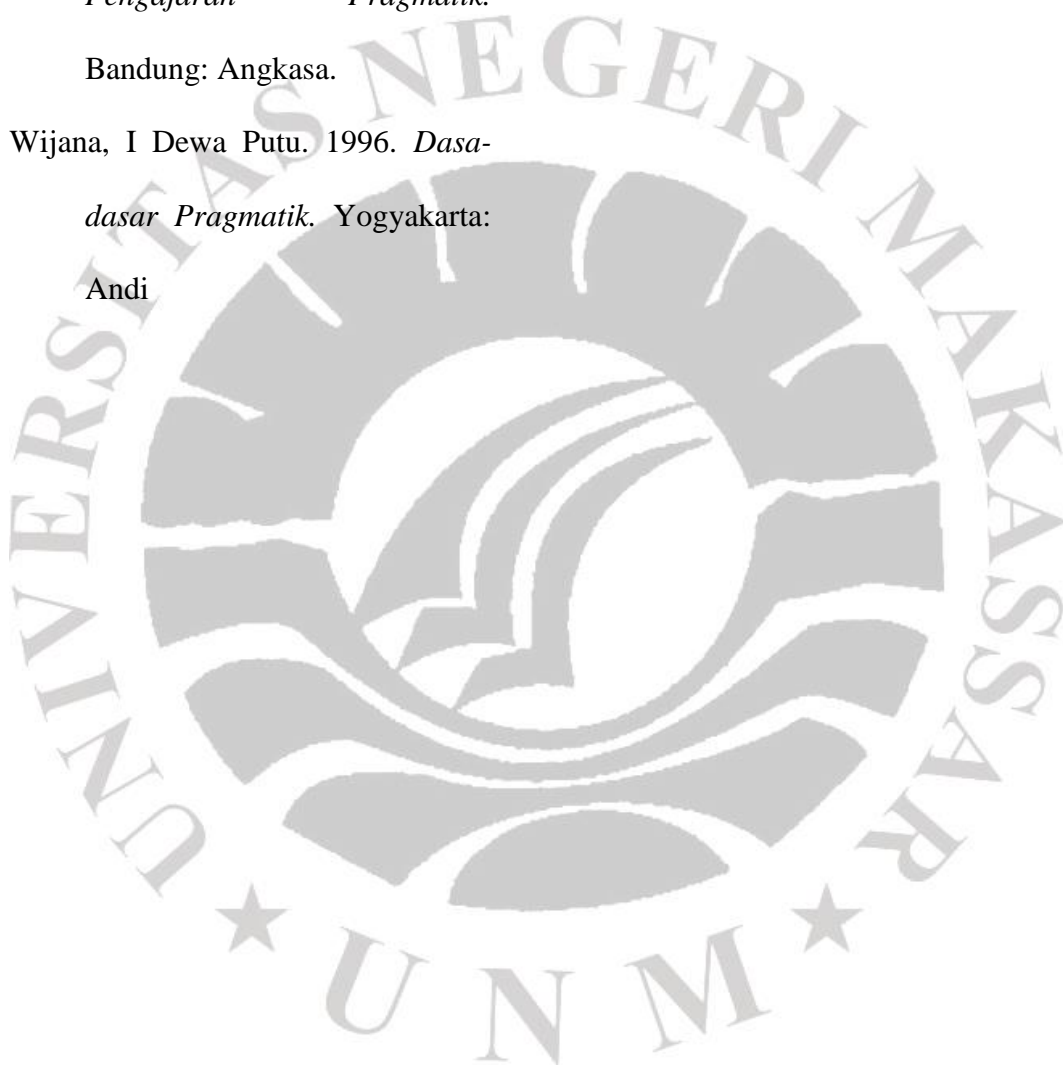 Pengajaran Pragmatik.
Bandung: Angkasa.
Wijana, I Dewa Putu. 1996. Dasa-
dasar Pragmatik. Yogyakarta:
Andi
UNIVERSITAS NEGERI MAKASSAR
★ UNM ★